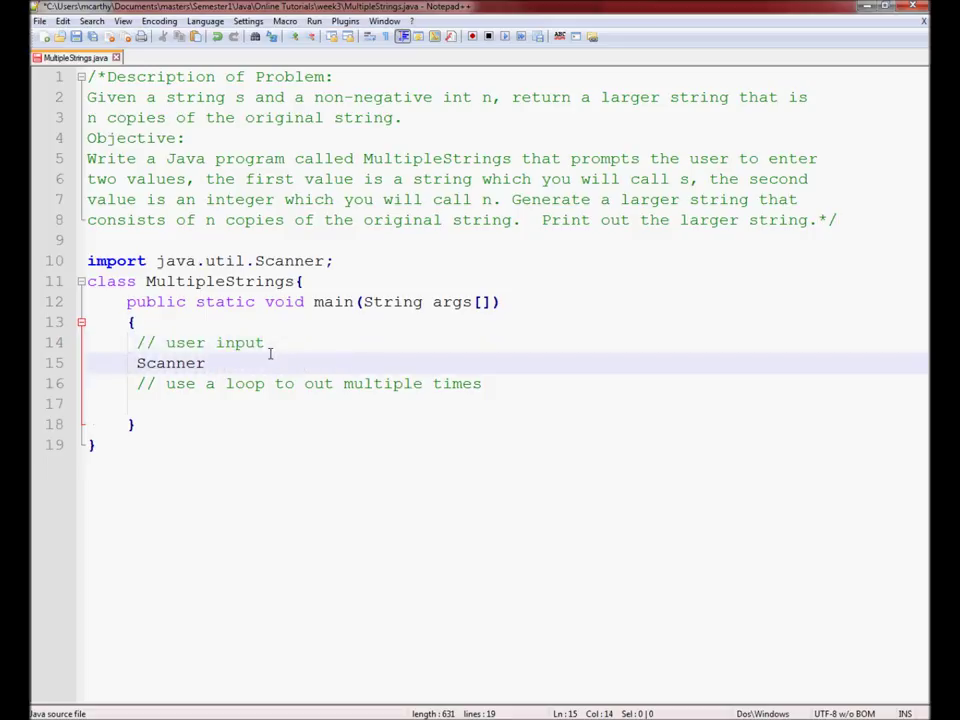 *C:\Users\mcarthy\Documents\masters\Semester1\Java\Online Tutorials\week3\MultipleStrings.java - Notepad++
File Edit Search View Encoding Language Settings Macro Run Plugins Window ? X
MultipleStrings.java
1 /*Description of Problem:
2 Given a string s and a non-negative int n, return a larger string that is
3 n copies of the original string.
4 Objective:
5 Write a Java program called MultipleStrings that prompts the user to enter
6 two values, the first value is a string which you will call s, the second
7 value is an integer which you will call n. Generate a larger string that
8 consists of n copies of the original string.  Print out the larger string.*/
9
10 import java.util.Scanner;
11 class MultipleStrings{
12 public static void main(String args[])
13 {
14 // user input
15 Scanner
16 // use a loop to out multiple times
17
18 }
19 }
Java source file length : 631 lines : 19 Ln : 15 Col : 14 Sel : 0 | 0 Dos\Windows UTF-8 w/o BOM INS